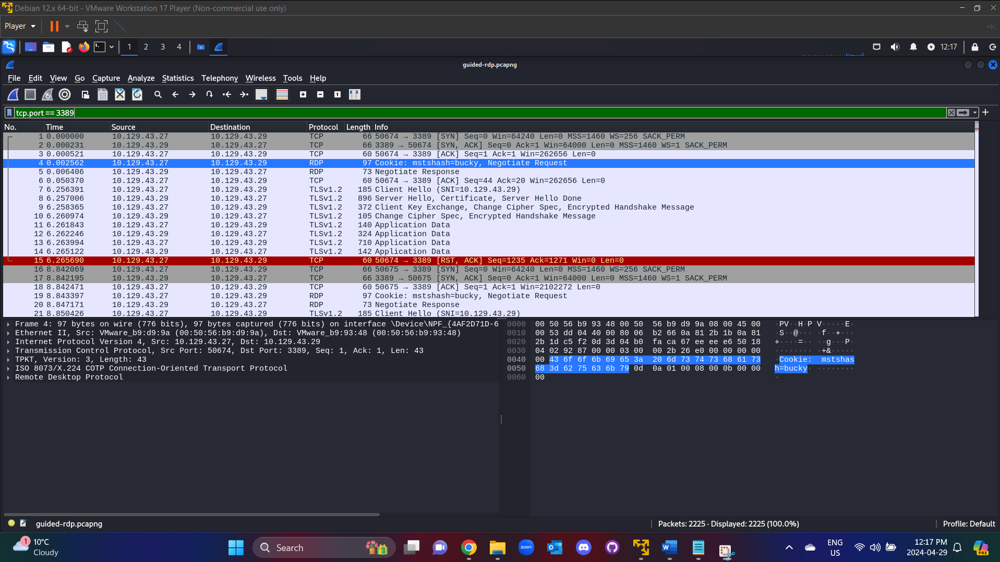 Debian 12.x 64-bit - VMware Workstation 17 Player (Non-commercial use only)
Player
1 2 3 4
12:17
guided-rdp.pcapng
File Edit View Go Capture Analyze Statistics Telephony Wireless Tools Help
tcp.port == 3389
No. Time Source Destination Protocol Length Info
1 0.000000 10.129.43.27 10.129.43.29 TCP 66 50674 → 3389 [SYN] Seq=0 Win=64240 Len=0 MSS=1460 WS=256 SACK_PERM
2 0.000231 10.129.43.29 10.129.43.27 TCP 66 3389 → 50674 [SYN, ACK] Seq=0 Ack=1 Win=64000 Len=0 MSS=1460 WS=1 SACK_PERM
3 0.000521 10.129.43.27 10.129.43.29 TCP 60 50674 → 3389 [ACK] Seq=1 Ack=1 Win=262656 Len=0
4 0.002562 10.129.43.27 10.129.43.29 RDP 97 Cookie: mstshash=bucky, Negotiate Request
5 0.006406 10.129.43.29 10.129.43.27 RDP 73 Negotiate Response
6 0.050370 10.129.43.27 10.129.43.29 TCP 60 50674 → 3389 [ACK] Seq=44 Ack=20 Win=262656 Len=0
7 6.256391 10.129.43.27 10.129.43.29 TLSv1.2 185 Client Hello (SNI=10.129.43.29)
8 6.257006 10.129.43.29 10.129.43.27 TLSv1.2 896 Server Hello, Certificate, Server Hello Done
9 6.258365 10.129.43.27 10.129.43.29 TLSv1.2 372 Client Key Exchange, Change Cipher Spec, Encrypted Handshake Message
10 6.260974 10.129.43.29 10.129.43.27 TLSv1.2 105 Change Cipher Spec, Encrypted Handshake Message
11 6.261843 10.129.43.27 10.129.43.29 TLSv1.2 140 Application Data
12 6.262246 10.129.43.29 10.129.43.27 TLSv1.2 324 Application Data
13 6.263994 10.129.43.27 10.129.43.29 TLSv1.2 710 Application Data
14 6.265122 10.129.43.29 10.129.43.27 TLSv1.2 142 Application Data
15 6.265690 10.129.43.27 10.129.43.29 TCP 60 50674 → 3389 [RST, ACK] Seq=1235 Ack=1271 Win=0 Len=0
16 8.842069 10.129.43.27 10.129.43.29 TCP 66 50675 → 3389 [SYN] Seq=0 Win=64240 Len=0 MSS=1460 WS=256 SACK_PERM
17 8.842195 10.129.43.29 10.129.43.27 TCP 66 3389 → 50675 [SYN, ACK] Seq=0 Ack=1 Win=64000 Len=0 MSS=1460 WS=1 SACK_PERM
18 8.842471 10.129.43.27 10.129.43.29 TCP 60 50675 → 3389 [ACK] Seq=1 Ack=1 Win=2102272 Len=0
19 8.843397 10.129.43.27 10.129.43.29 RDP 97 Cookie: mstshash=bucky, Negotiate Request
20 8.847171 10.129.43.29 10.129.43.27 RDP 73 Negotiate Response
21 8.850426 10.129.43.27 10.129.43.29 TLSv1.2 185 Client Hello (SNI=10.129.43.29)
Frame 4: 97 bytes on wire (776 bits), 97 bytes captured (776 bits) on interface \Device\NPF_{4AF2D71D-6
Ethernet II, Src: VMware_b9:d9:9a (00:50:56:b9:d9:9a), Dst: VMware_b9:93:48 (00:50:56:b9:93:48)
Internet Protocol Version 4, Src: 10.129.43.27, Dst: 10.129.43.29
Transmission Control Protocol, Src Port: 50674, Dst Port: 3389, Seq: 1, Ack: 1, Len: 43
TPKT, Version: 3, Length: 43
ISO 8073/X.224 COTP Connection-Oriented Transport Protocol
Remote Desktop Protocol
0000 00 50 56 b9 93 48 00 50 56 b9 d9 9a 08 00 45 00 ·PV··H·P V·····E·
0010 00 53 dd 04 40 00 80 06 b2 66 0a 81 2b 1b 0a 81 ·S··@··· ·f··+···
0020 2b 1d c5 f2 0d 3d 04 b0 fa ca 67 ee ee e6 50 18 +····=·· ··g···P·
0030 04 02 92 87 00 00 03 00 00 2b 26 e0 00 00 00 00 ········ ·+&·····
0040 00 43 6f 6f 6b 69 65 3a 20 6d 73 74 73 68 61 73 ·Cookie: mstshas
0050 68 3d 62 75 63 6b 79 0d 0a 01 00 08 00 0b 00 00 h=bucky· ········
0060 00 ·
guided-rdp.pcapng
Packets: 2225 · Displayed: 2225 (100.0%)
Profile: Default
1
10°C
Cloudy
Search
zoom
ENG
US
12:17 PM
2024-04-29
PRE